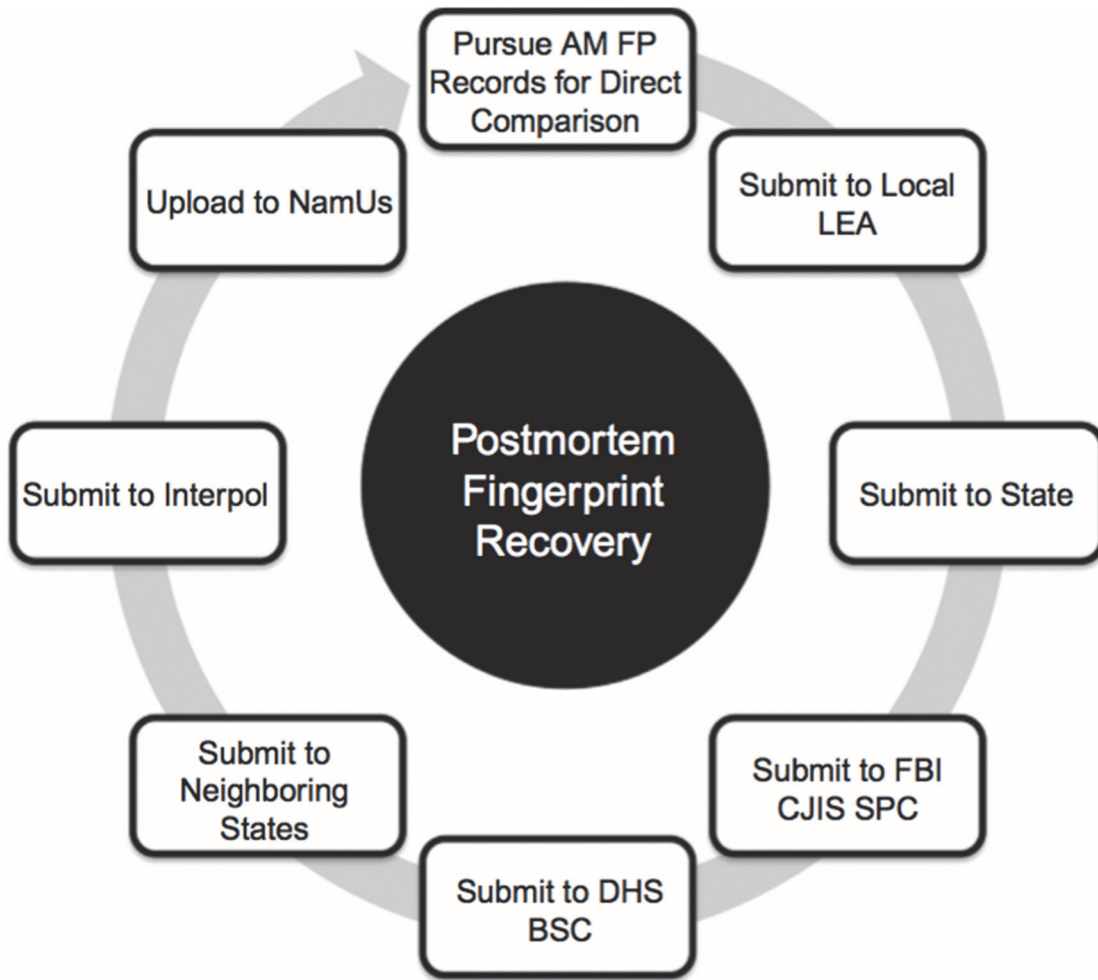 Pursue AM FP
Records for Direct
Comparison
Submit to Local
LEA
Submit to State
Submit to FBI
CJIS SPC
Submit to DHS
BSC
Submit to
Neighboring
States
Submit to Interpol
Upload to NamUs
Postmortem
Fingerprint
Recovery